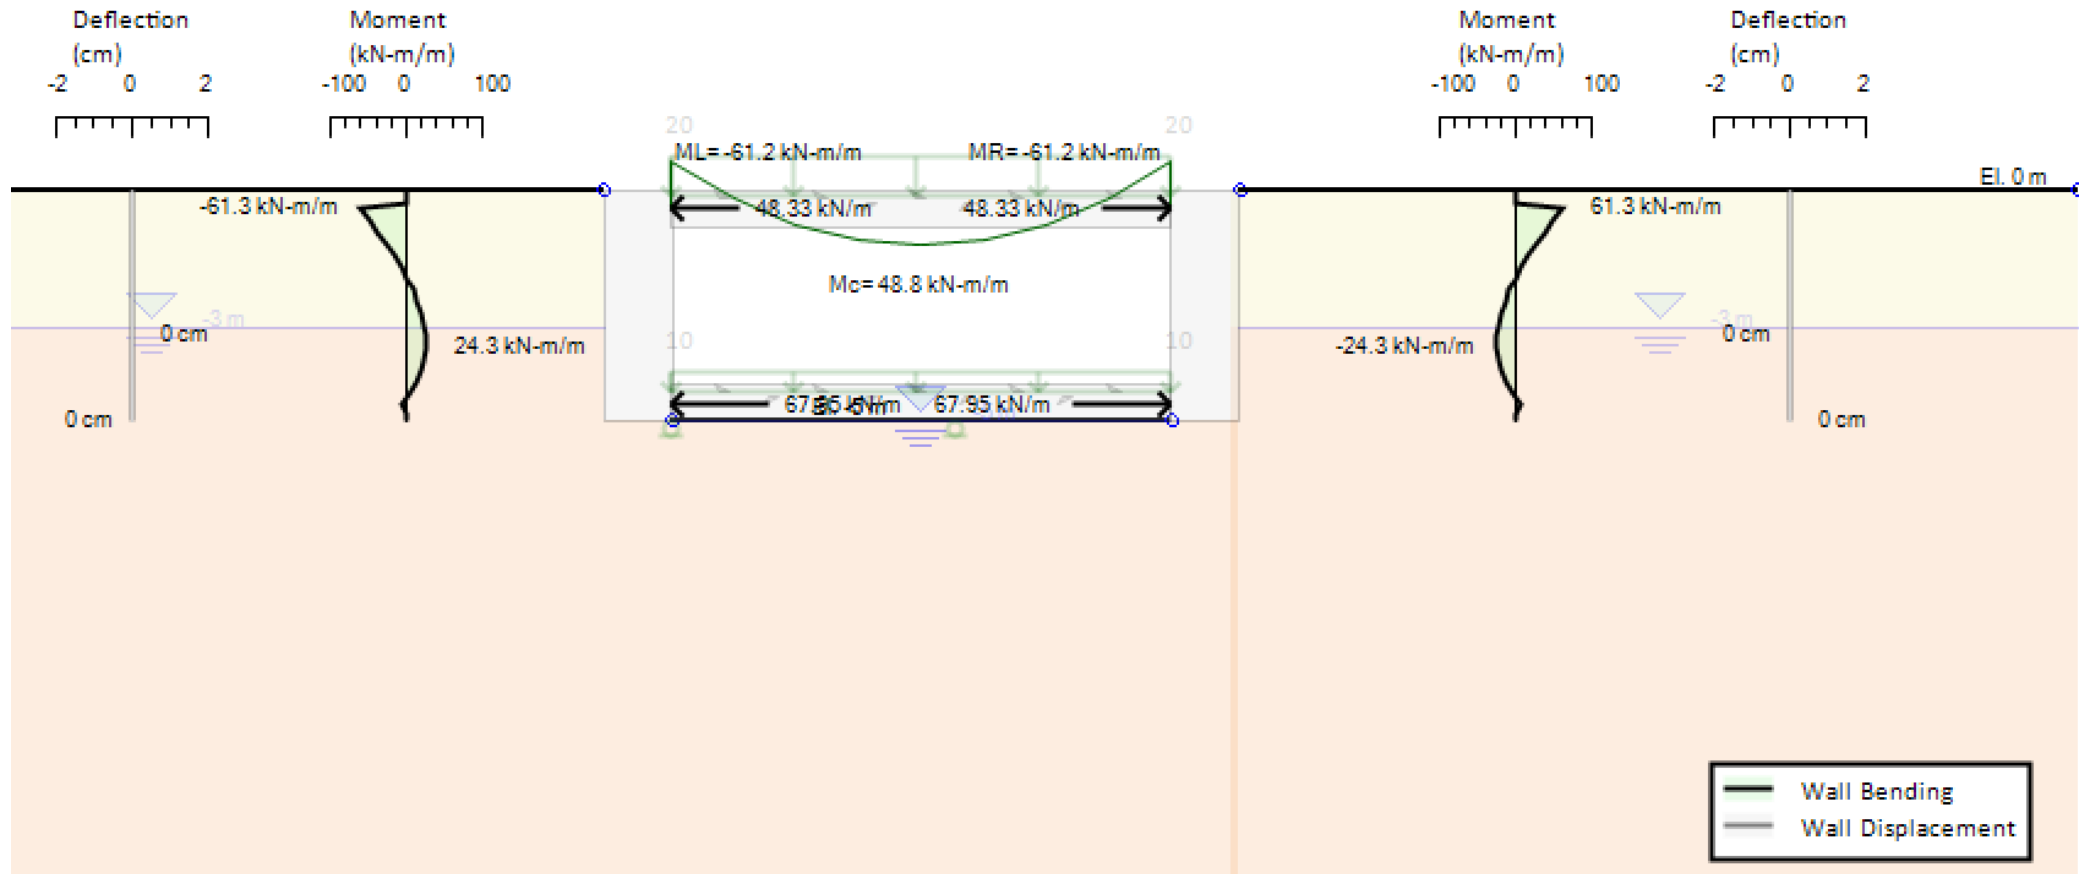 Deflection
(cm)
-2 0 2
Moment
(kN-m/m)
-100 0 100
Moment
(kN-m/m)
-100 0 100
Deflection
(cm)
-2 0 2
20 20
ML= -61.2 kN-m/m MR= -61.2 kN-m/m
El. 0 m
-61.3 kN-m/m 48.33 kN/m 48.33 kN/m 61.3 kN-m/m
Mc= 48.8 kN-m/m
-3 m -3 m
0 cm 0 cm
24.3 kN-m/m 10 10 -24.3 kN-m/m
67.95 kN/m 67.95 kN/m
0 cm 0 cm
Wall Bending
Wall Displacement